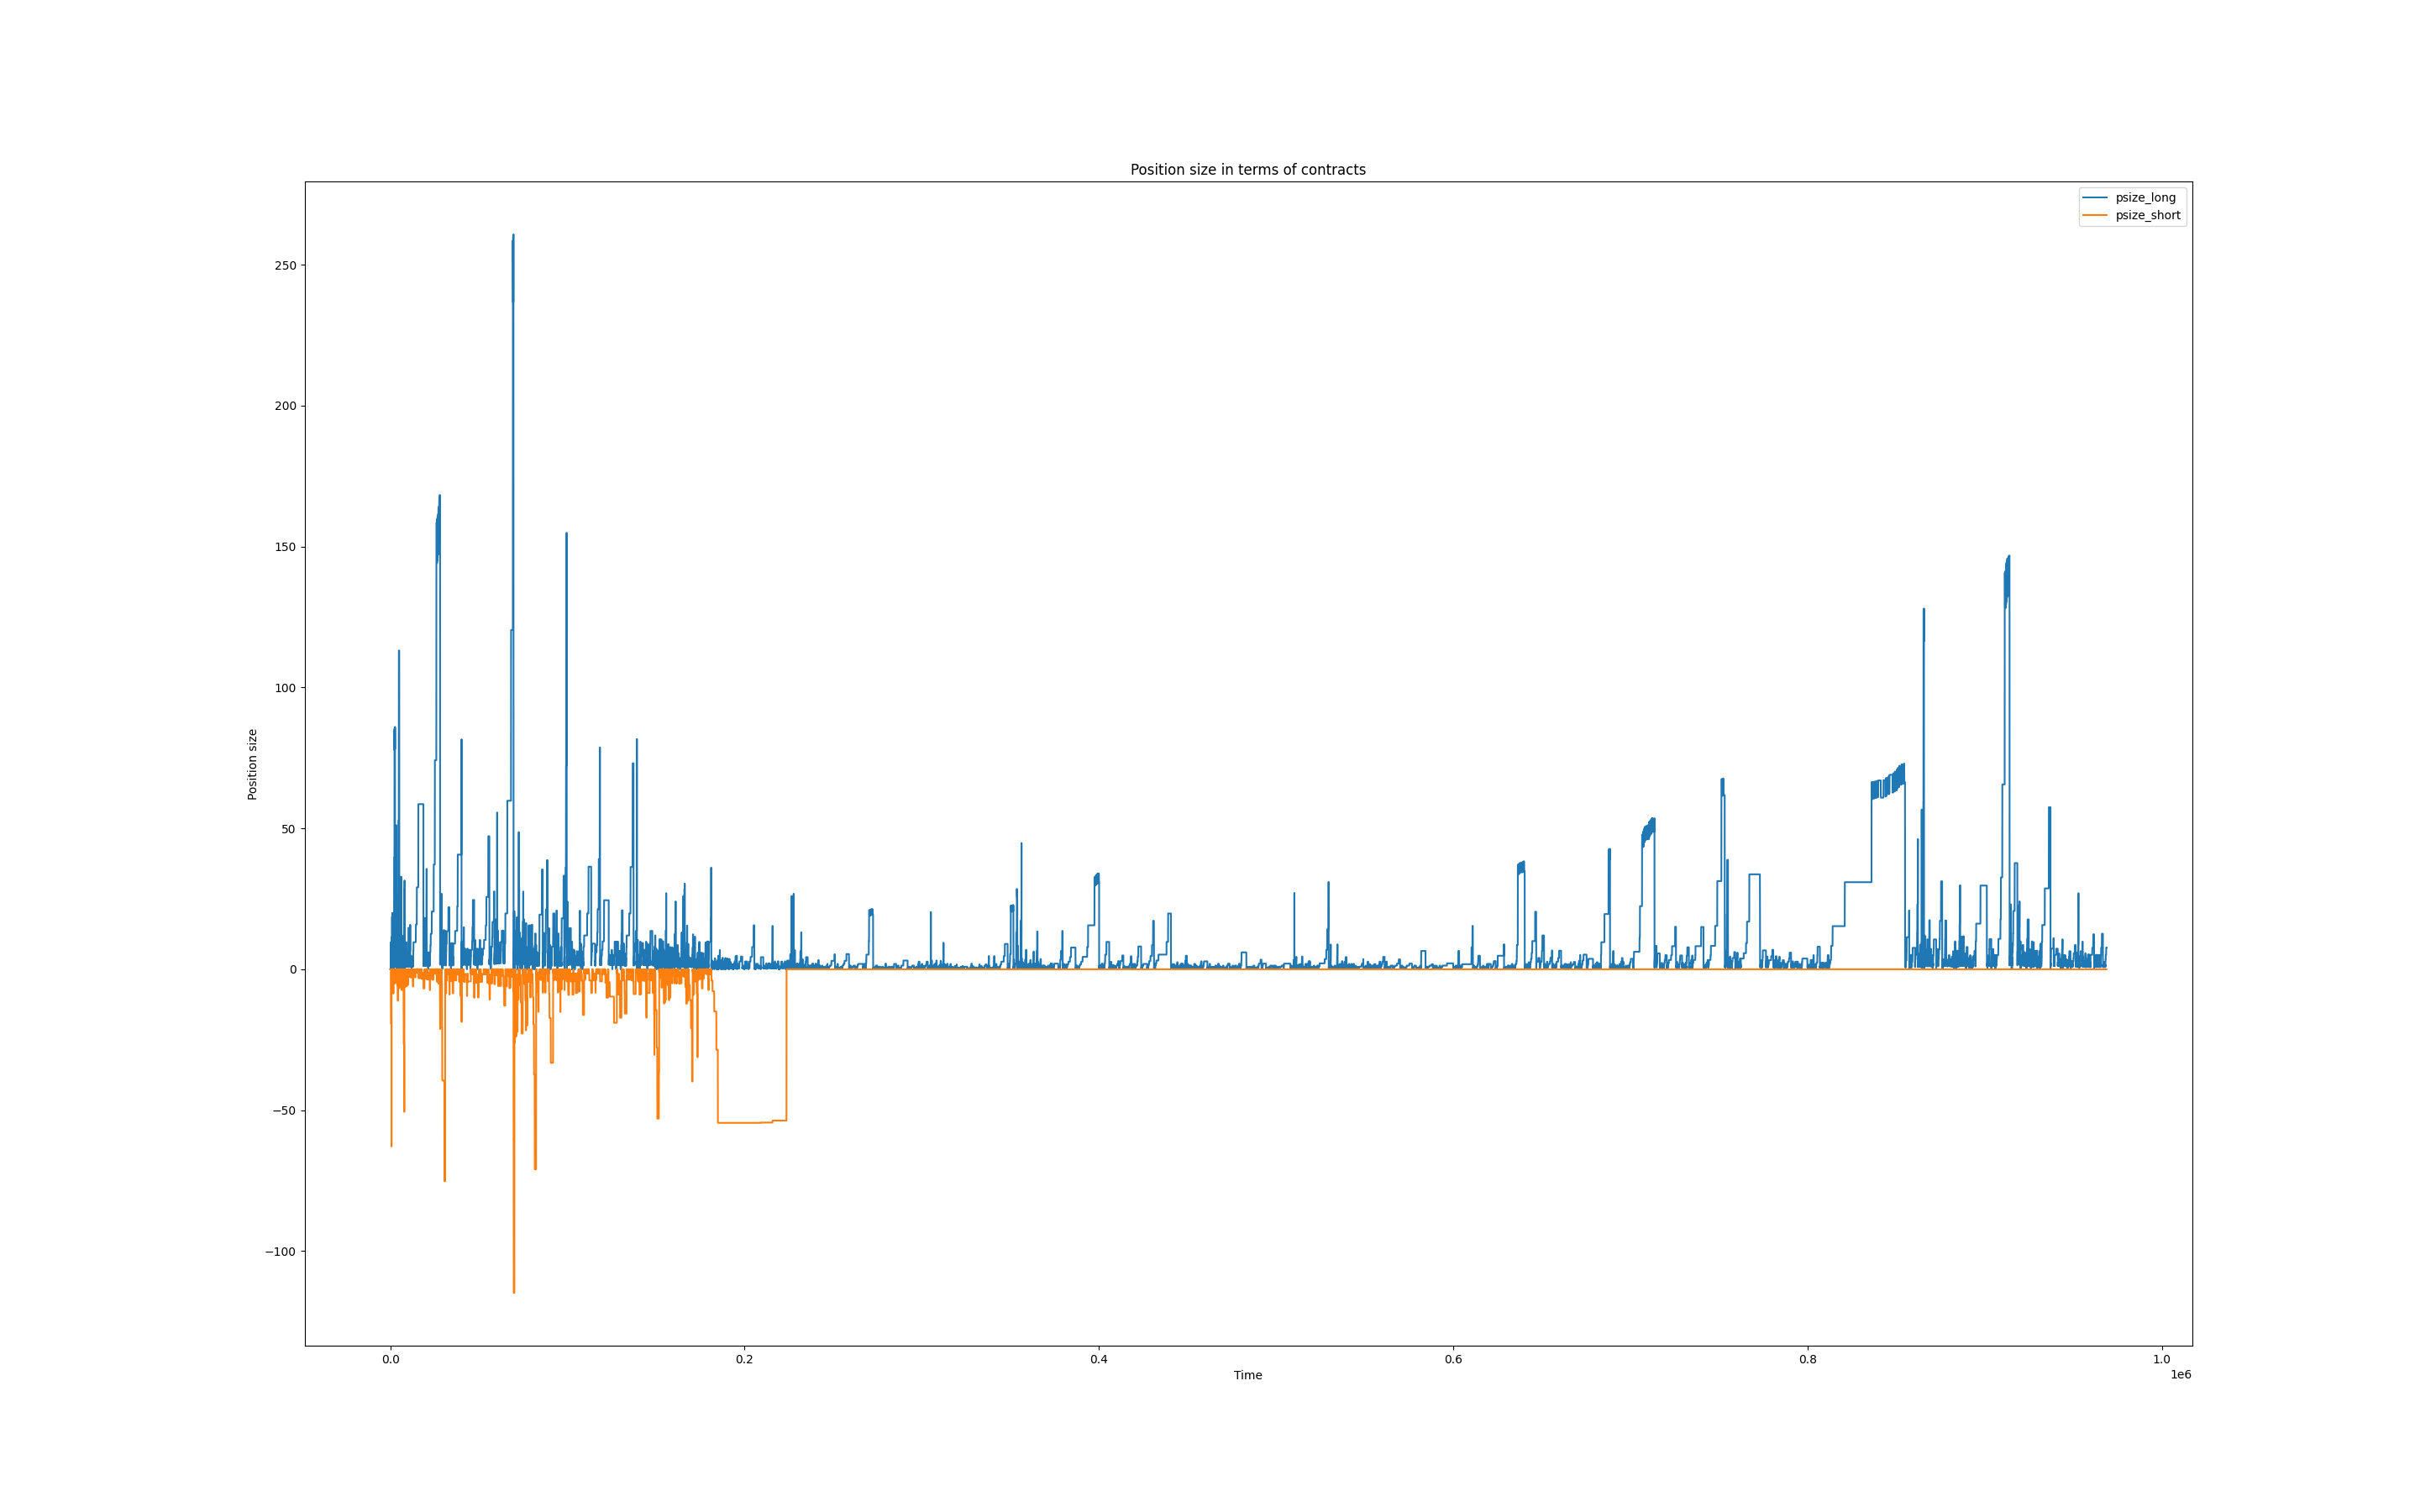 Position size in terms of contracts
psize_long
psize_short
250
200
150
100
50
0
−50
−100
Position size
0.0
0.2
0.4
0.6
0.8
1.0
Time
1e6